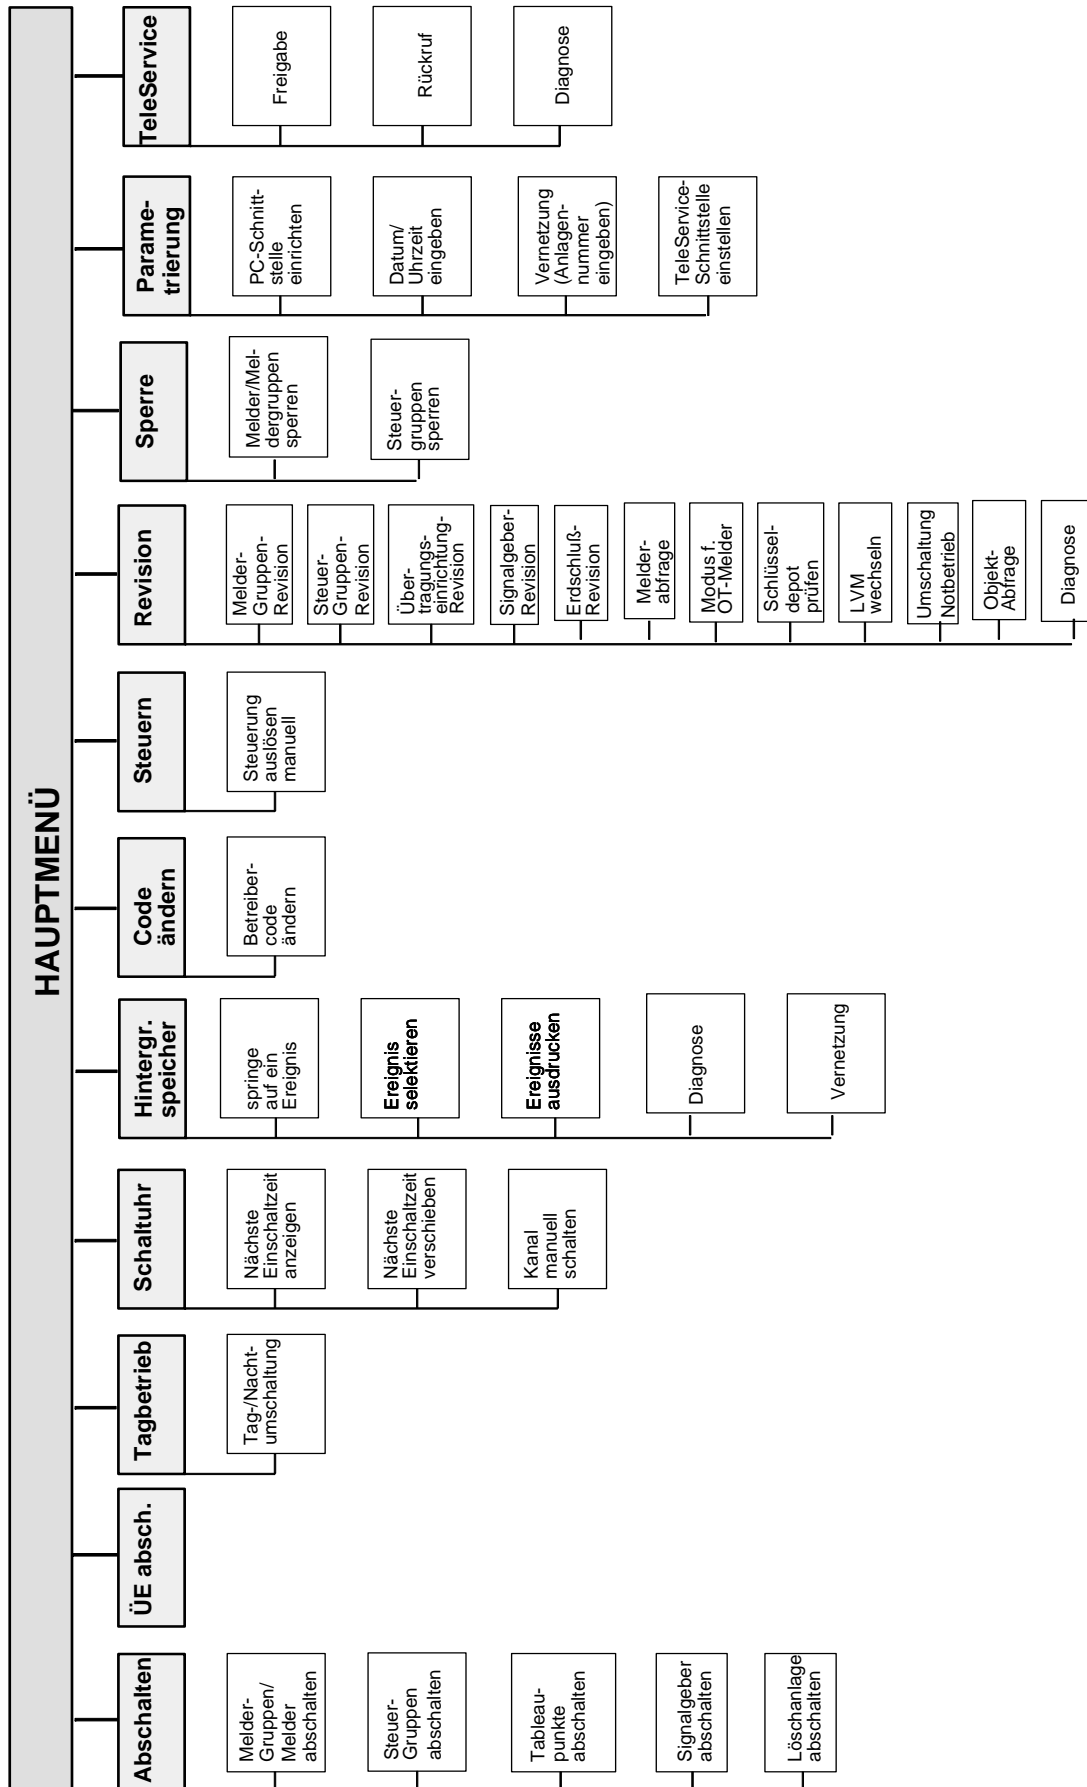 HAUPTMENÜ
Abschalten
Melder-
Gruppen/
Melder
abschalten
Steuer-
Gruppen
abschalten
Tableau-
punkte
abschalten
Signalgeber
abschalten
Löschanlage
abschalten
ÜE absch.
Tagbetrieb
Tag-/Nacht-
umschaltung
Schaltuhr
Nächste
Einschaltzeit
anzeigen
Nächste
Einschaltzeit
verschieben
Kanal
manuell
schalten
Hintergr.
speicher
springe
auf ein
Ereignis
Ereignis
selektieren
Ereignisse
ausdrucken
Diagnose
Vernetzung
Code
ändern
Betreiber-
code
ändern
Steuern
Steuerung
auslösen
manuell
Revision
Melder-
Gruppen-
Revision
Steuer-
Gruppen-
Revision
Über-
tragungs-
einrichtung-
Revision
Signalgeber-
Revision
Erdschluß-
Revision
Melder-
abfrage
Modus f.
OT-Melder
Schlüssel-
depot
prüfen
LVM
wechseln
Umschaltung
Notbetrieb
Objekt-
Abfrage
Diagnose
Sperre
Melder/Mel-
dergruppen
sperren
Steuer-
gruppen
sperren
Parame-
trierung
PC-Schnitt-
stelle
einrichten
Datum/
Uhrzeit
eingeben
Vernetzung
(Anlagen-
nummer
eingeben)
TeleService-
Schnittstelle
einstellen
TeleService
Freigabe
Rückruf
Diagnose